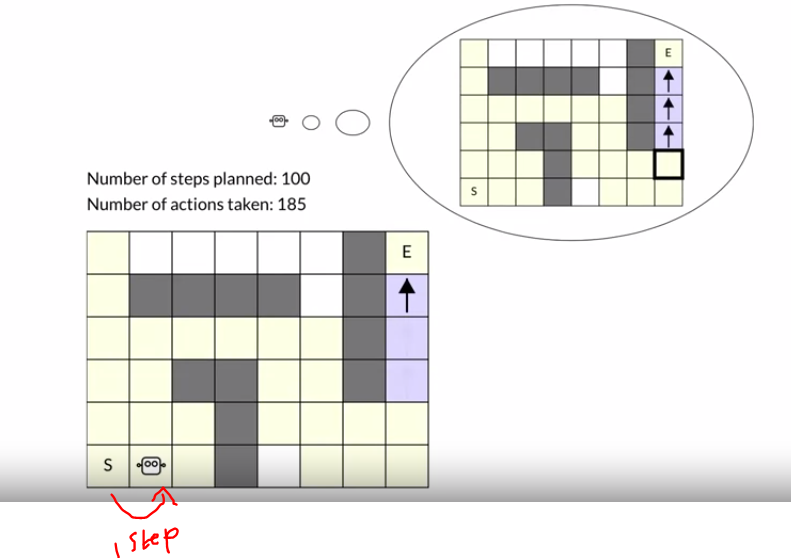 E
S
Number of steps planned: 100
Number of actions taken: 185
E
S
1 step